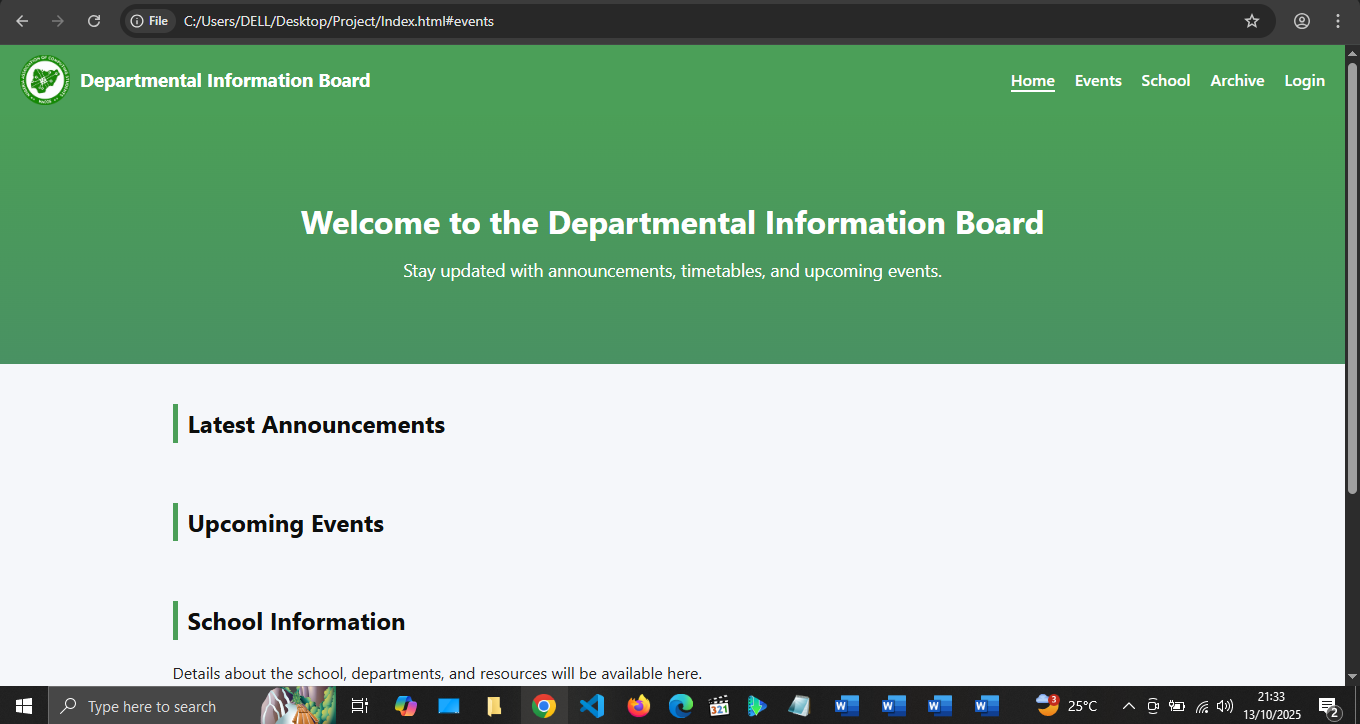 File C:/Users/DELL/Desktop/Project/Index.html#events
Departmental Information Board
Home Events School Archive Login
Welcome to the Departmental Information Board
Stay updated with announcements, timetables, and upcoming events.
Latest Announcements
Upcoming Events
School Information
Details about the school, departments, and resources will be available here.
Type here to search
3
25°C
21:33
13/10/2025
2